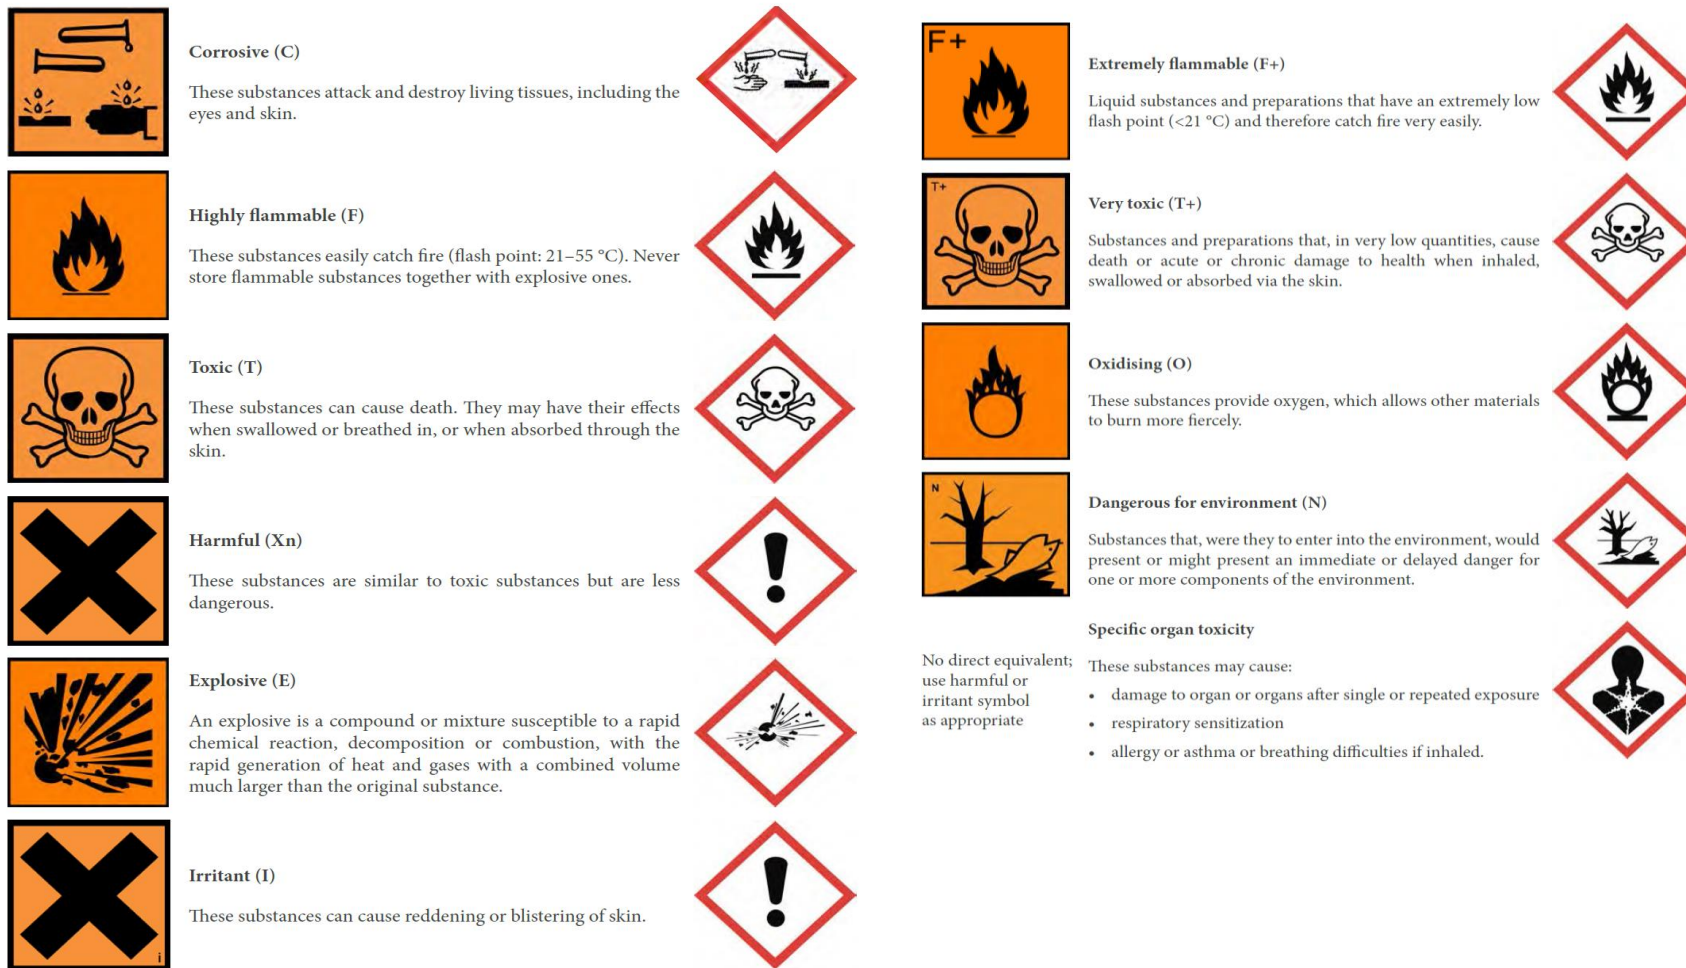 Corrosive (C)
These substances attack and destroy living tissues, including the
eyes and skin.
Highly flammable (F)
These substances easily catch fire (flash point: 21–55 °C). Never
store flammable substances together with explosive ones.
Toxic (T)
These substances can cause death. They may have their effects
when swallowed or breathed in, or when absorbed through the
skin.
Harmful (Xn)
These substances are similar to toxic substances but are less
dangerous.
Explosive (E)
An explosive is a compound or mixture susceptible to a rapid
chemical reaction, decomposition or combustion, with the
rapid generation of heat and gases with a combined volume
much larger than the original substance.
Irritant (I)
These substances can cause reddening or blistering of skin.
i
F+
Extremely flammable (F+)
Liquid substances and preparations that have an extremely low
flash point (<21 °C) and therefore catch fire very easily.
T+
Very toxic (T+)
Substances and preparations that, in very low quantities, cause
death or acute or chronic damage to health when inhaled,
swallowed or absorbed via the skin.
Oxidising (O)
These substances provide oxygen, which allows other materials
to burn more fiercely.
N
Dangerous for environment (N)
Substances that, were they to enter into the environment, would
present or might present an immediate or delayed danger for
one or more components of the environment.
No direct equivalent;
use harmful or
irritant symbol
as appropriate
Specific organ toxicity
These substances may cause:
• damage to organ or organs after single or repeated exposure
• respiratory sensitization
• allergy or asthma or breathing difficulties if inhaled.